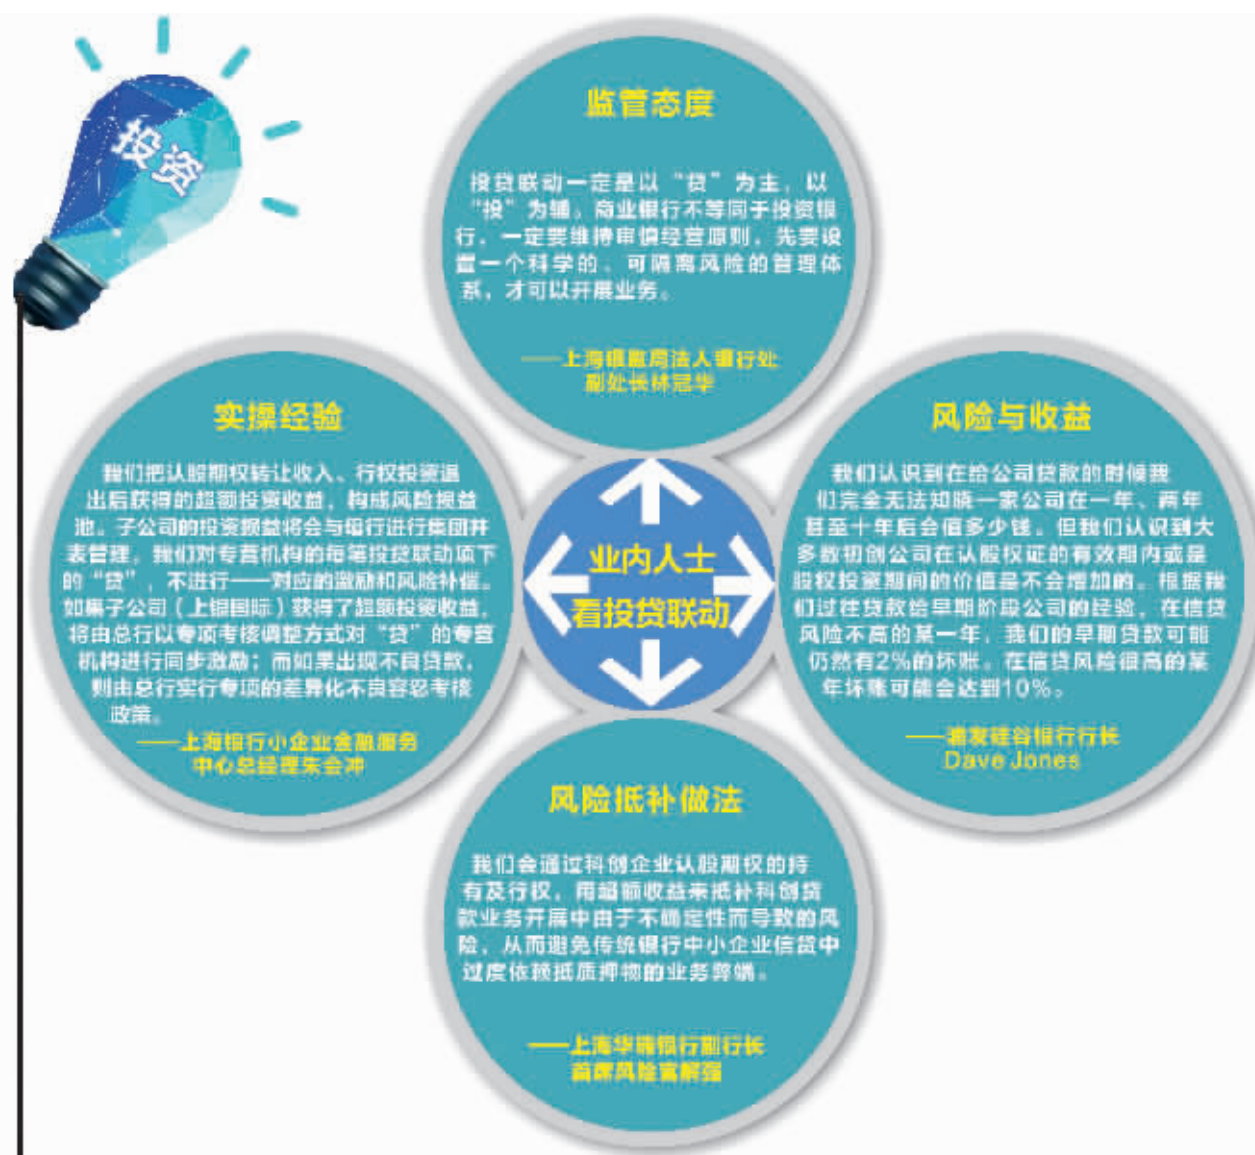 投资
监管态度
投贷联动一定是以“贷”为主，以
“投”为辅。商业银行不等同于投资银
行，一定要维持审慎经营原则，先要设
置一个科学的、可隔离风险的管理体
系，才可以开展业务。
——上海银监局法人银行处
副处长林冠华
实操经验
我们把认股期权转让收入、行权投资退
出后获得的超额投资收益，构成风险损益
池。子公司的投资损益将会与母行进行集团并
表管理，我们对专营机构的每笔投贷联动项下
的“贷”，不进行一一对应的激励和风险补偿。
如果子公司（上银国际）获得了超额投资收益，
将由总行以专项考核调整方式对“贷”的专营
机构进行同步激励；而如果出现不良贷款，
则由总行实行专项的差异化不良容忍考核
政策。
——上海银行小企业金融服务
中心总经理朱会冲
业内人士
看投贷联动
风险与收益
我们认识到在给公司贷款的时候我
们完全无法知晓一家公司在一年、两年
甚至十年后会值多少钱。但我们认识到大
多数初创公司在认股权证的有效期内或是
股权投资期间的价值是不会增加的。根据我
们过往贷款给早期阶段公司的经验，在信贷
风险不高的某一年，我们的早期贷款可能
仍然有2%的坏账。在信贷风险很高的某
年坏账可能会达到10%。
——浦发硅谷银行行长
Dave Jones
风险抵补做法
我们会通过科创企业认股期权的持
有及行权，用超额收益来抵补科创贷
款业务开展中由于不确定性而导致的风
险，从而避免传统银行中小企业信贷中
过度依赖抵质押物的业务弊端。
——上海华瑞银行副行长
首席风险官解强